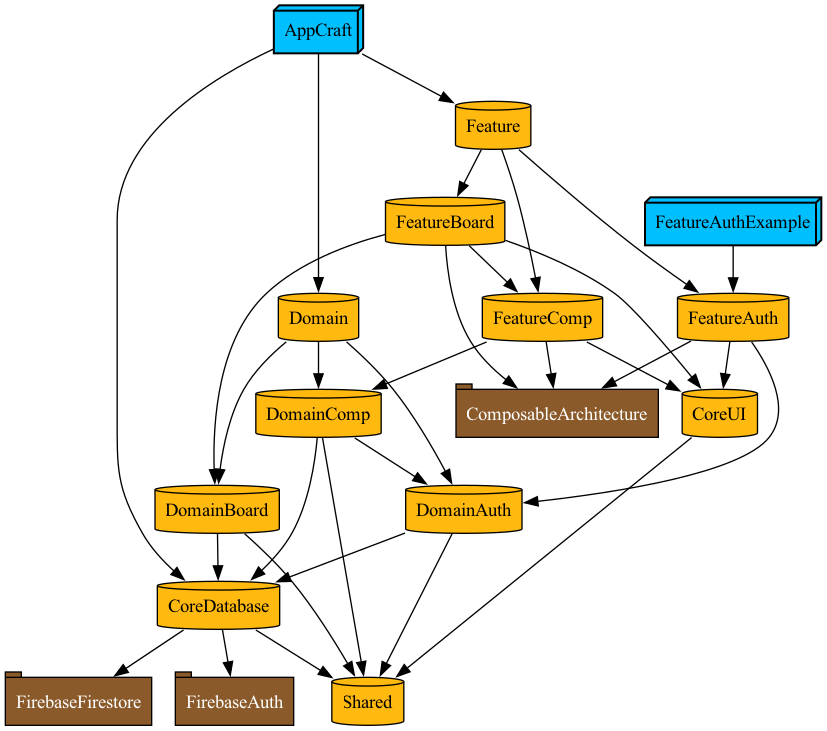 AppCraft
Feature
FeatureBoard
FeatureAuthExample
Domain
FeatureComp
FeatureAuth
DomainComp
ComposableArchitecture
CoreUI
DomainBoard
DomainAuth
CoreDatabase
FirebaseFirestore
FirebaseAuth
Shared